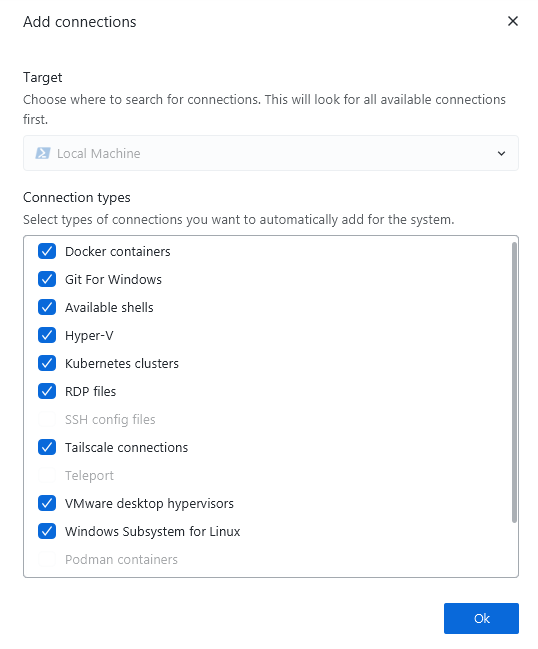 Add connections
Target
Choose where to search for connections. This will look for all available connections
first.
Local Machine
Connection types
Select types of connections you want to automatically add for the system.
Docker containers
Git For Windows
Available shells
Hyper-V
Kubernetes clusters
RDP files
SSH config files
Tailscale connections
Teleport
VMware desktop hypervisors
Windows Subsystem for Linux
Podman containers
Ok